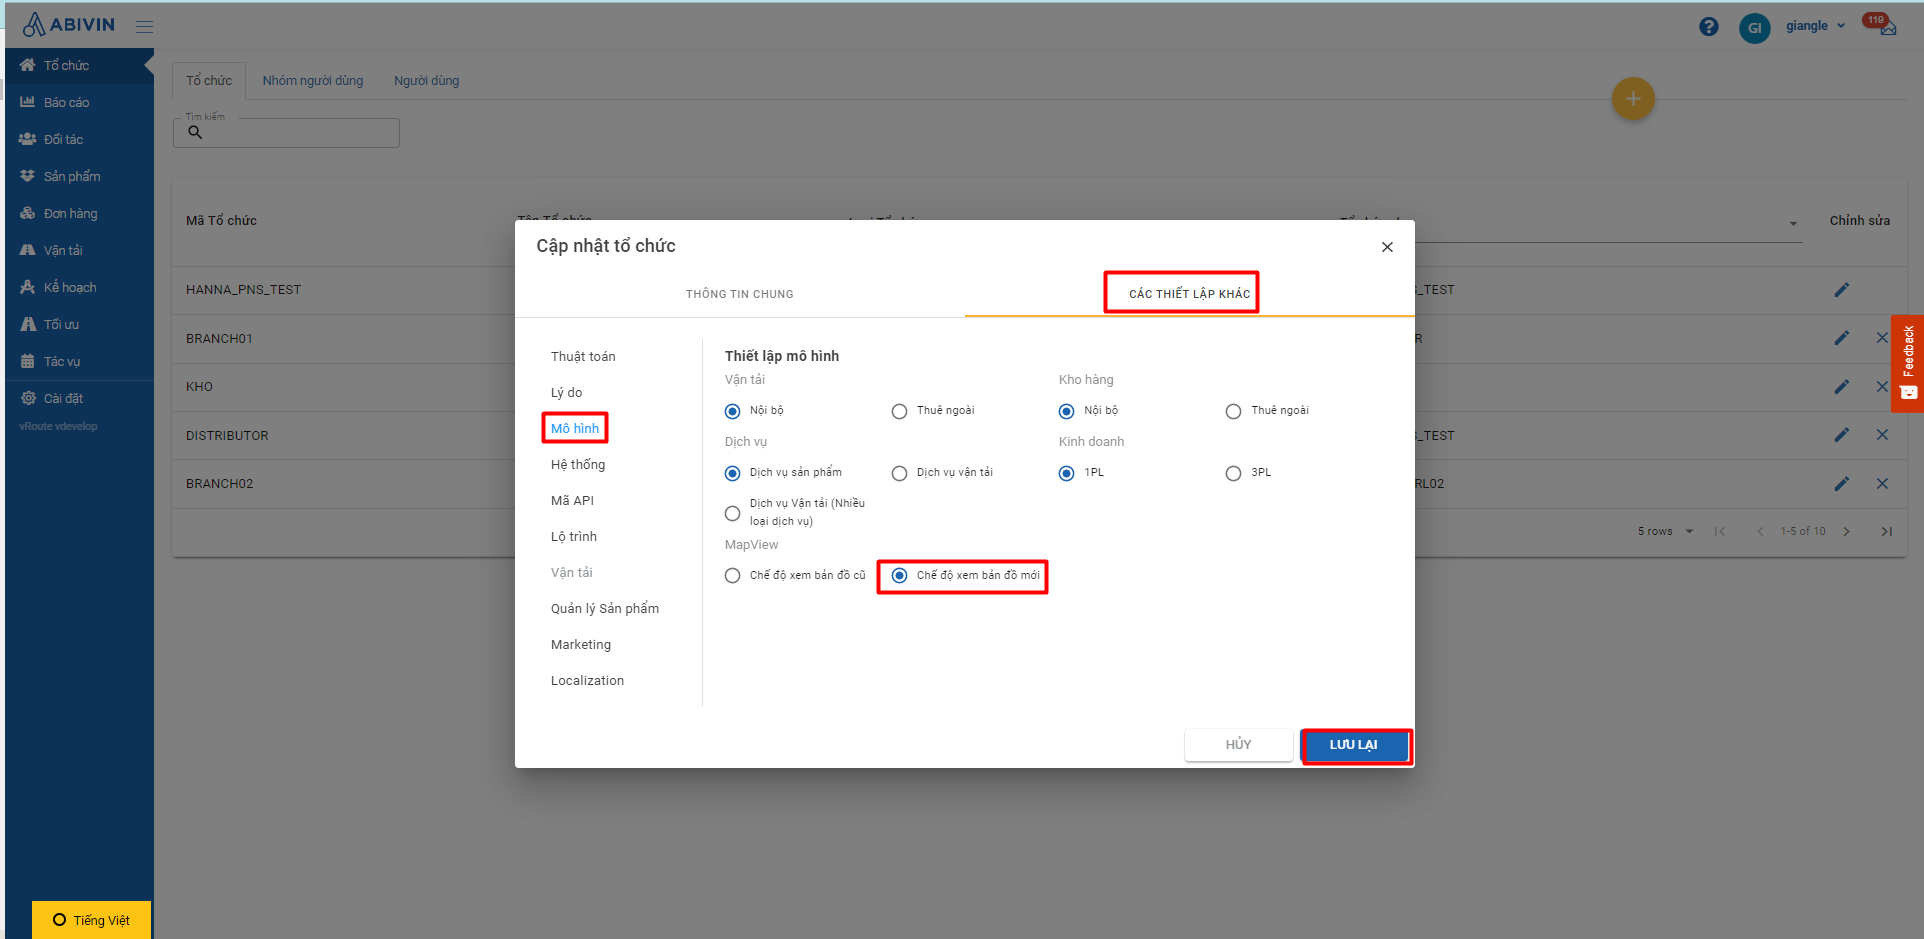 ABIVIN
GI
giangle
119
Tổ chức
Báo cáo
Đối tác
Sản phẩm
Đơn hàng
Vận tải
Kế hoạch
Tối ưu
Tác vụ
Cài đặt
vRoute vdevelop
Tiếng Việt
Tổ chức
Nhóm người dùng
Người dùng
Tìm kiếm
Mã Tổ chức
Tên Tổ chức
Chỉnh sửa
HANNA_PNS_TEST
BRANCH01
KHO
DISTRIBUTOR
BRANCH02
_TEST
R
_TEST
RL02
5 rows
1-5 of 10
Feedback
Cập nhật tổ chức
THÔNG TIN CHUNG
CÁC THIẾT LẬP KHÁC
Thuật toán
Lý do
Mô hình
Hệ thống
Mã API
Lộ trình
Vận tải
Quản lý Sản phẩm
Marketing
Localization
Thiết lập mô hình
Vận tải
Nội bộ
Thuê ngoài
Kho hàng
Nội bộ
Thuê ngoài
Dịch vụ
Dịch vụ sản phẩm
Dịch vụ vận tải
Dịch vụ Vận tải (Nhiều
loại dịch vụ)
Kinh doanh
1PL
3PL
MapView
Chế độ xem bản đồ cũ
Chế độ xem bản đồ mới
HỦY
LƯU LẠI